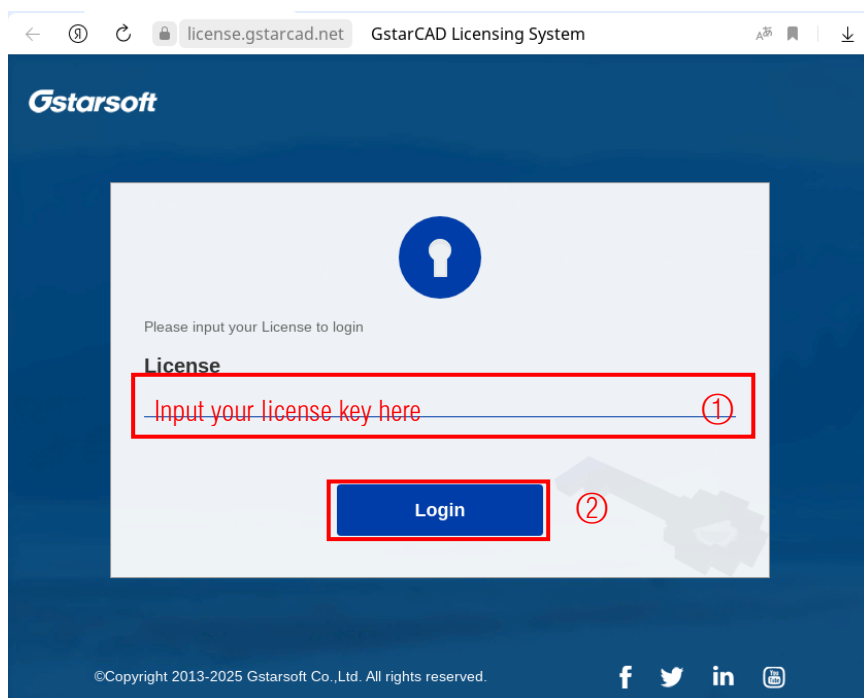 license.gstarcad.net GstarCAD Licensing System
Gstarsoft
Please input your License to login
License
Input your license key here ①
Login ②
©Copyright 2013-2025 Gstarsoft Co.,Ltd. All rights reserved.